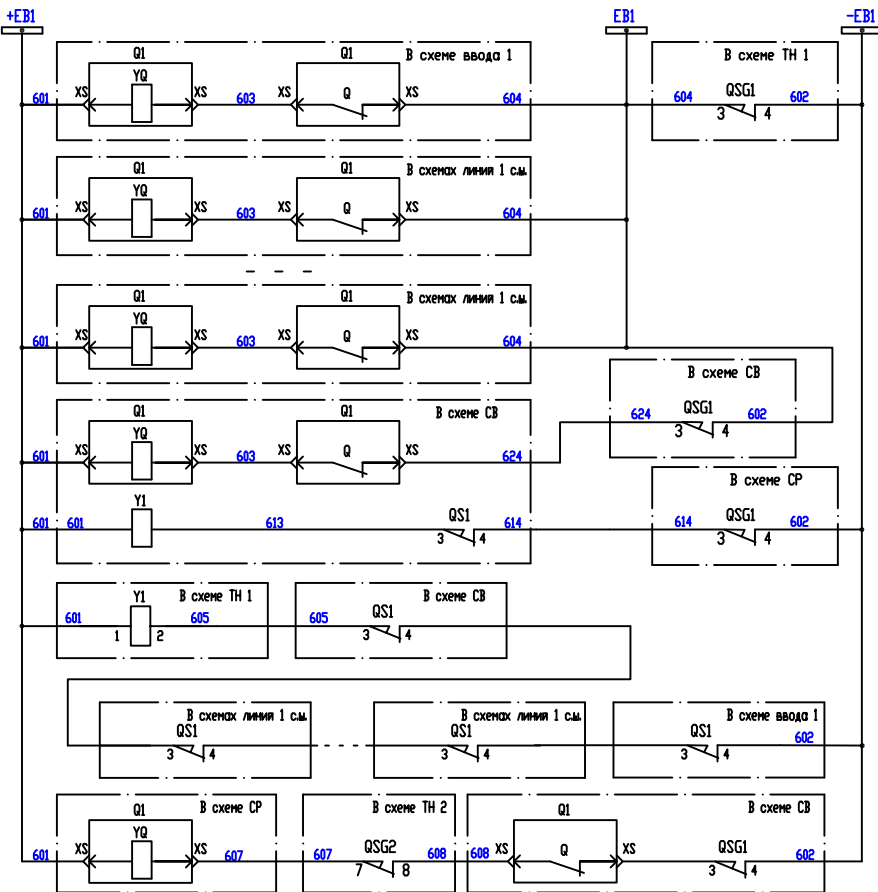 +EB1 EB1 -EB1
Q1 Q1 В схеме ввода 1 В схеме ТН 1
YQ
601 XS XS 603 XS Q XS 604 604 QSG1 602
3 4
Q1 Q1 В схемах линий 1 с.ш.
YQ
601 XS XS 603 XS Q XS 604
- - -
Q1 Q1 В схемах линий 1 с.ш.
YQ
601 XS XS 603 XS Q XS 604
В схеме СВ
624 QSG1 602
3 4
Q1 Q1 В схеме СВ
YQ
601 XS XS 603 XS Q XS 624
В схеме СР
Y1
601 601 613 QS1 614 614 QSG1 602
3 4 3 4
Y1 В схеме ТН 1 В схеме СВ
601 605 605 QS1
1 2 3 4
В схемах линий 1 с.ш. В схемах линий 1 с.ш. В схеме ввода 1
QS1 QS1 QS1 602
3 4 3 4 3 4
Q1 В схеме СР В схеме ТН 2 Q1 В схеме СВ
YQ
601 XS XS 607 607 QSG2 608 608 XS Q XS QSG1 602
7 8 3 4